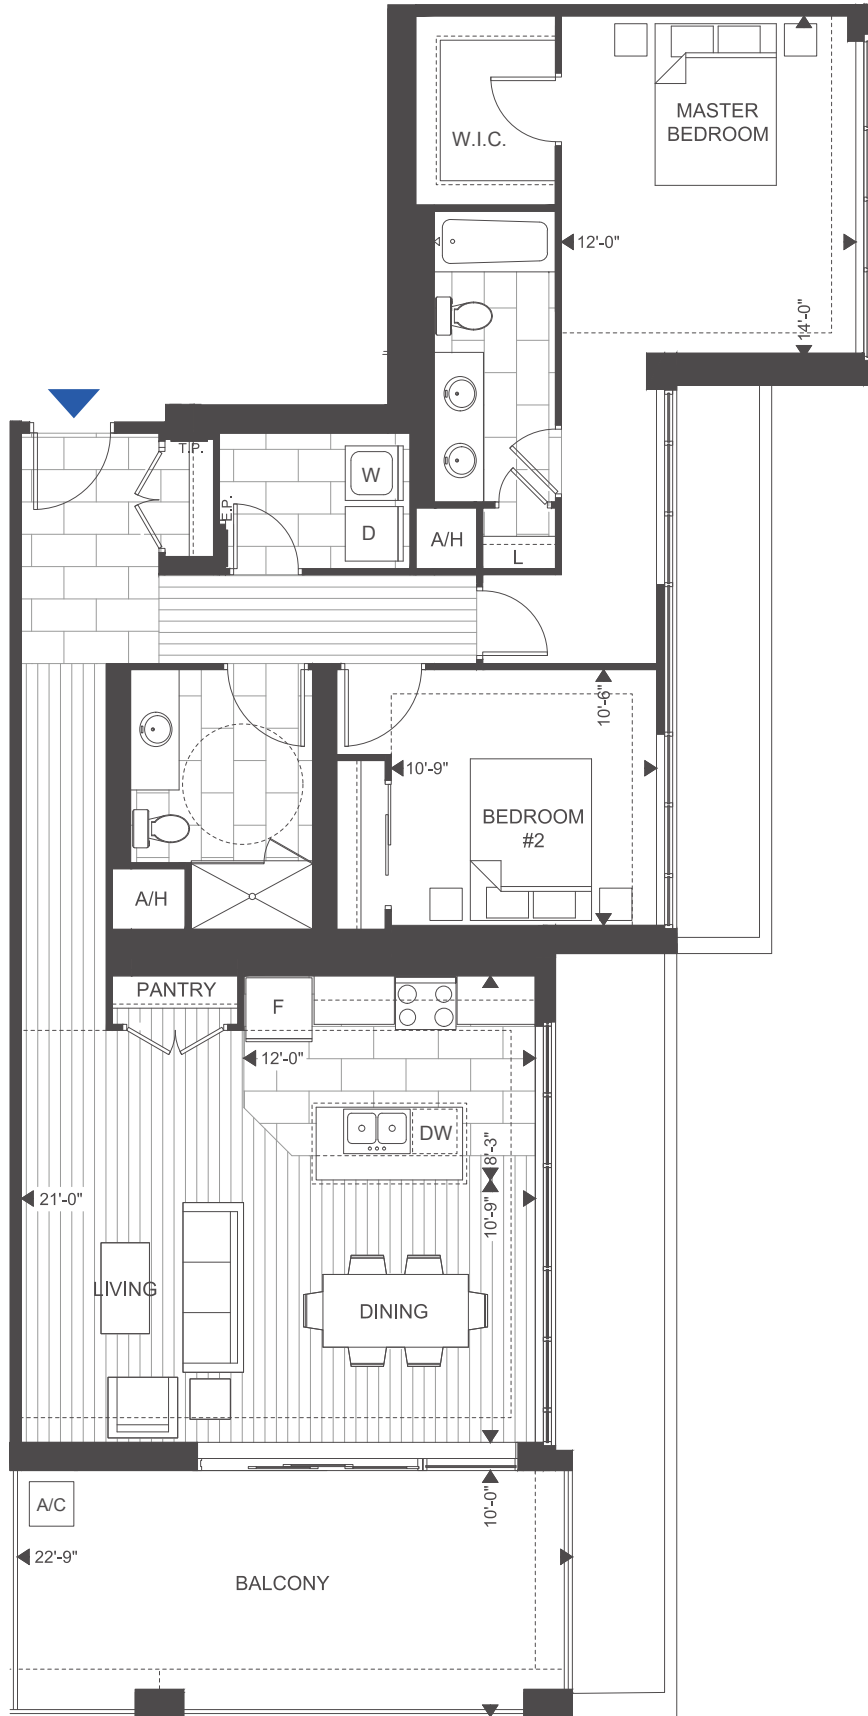 MASTER
BEDROOM
W.I.C.
12'-0"
14'-0"
T.P.
W
E.P.
D
A/H
L
10'-6"
10'-9"
BEDROOM
#2
A/H
PANTRY
F
12'-0"
DW
8'-3"
21'-0"
10'-9"
LIVING
DINING
A/C
10'-0"
22'-9"
BALCONY